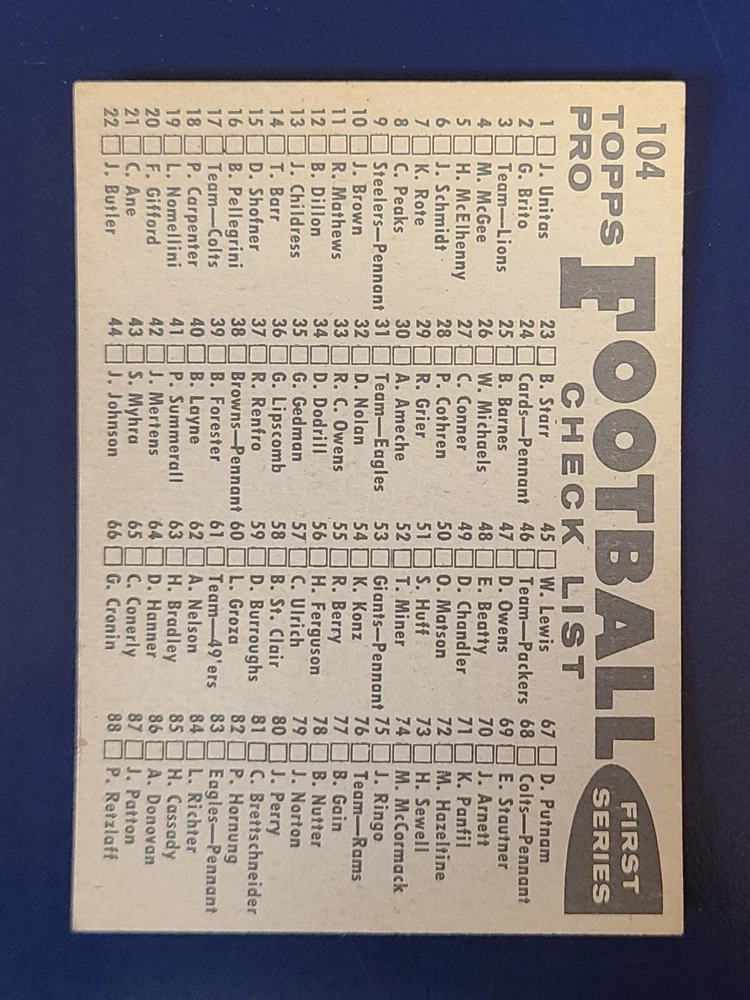 104
TOPPS PRO FOOTBALL FIRST SERIES
CHECK LIST
1 J. Unitas
2 G. Brito
3 Team—Lions
4 M. McGee
5 H. McElhenny
6 J. Schmidt
7 K. Rote
8 C. Peaks
9 Steelers—Pennant
10 J. Brown
11 R. Mathews
12 B. Dillon
13 J. Childress
14 T. Barr
15 D. Shofner
16 B. Pellegrini
17 Team—Colts
18 P. Carpenter
19 L. Nomellini
20 F. Gifford
21 C. Ane
22 J. Butler
23 B. Starr
24 Cards—Pennant
25 B. Barnes
26 W. Michaels
27 C. Conner
28 P. Cothren
29 R. Grier
30 A. Ameche
31 Team—Eagles
32 D. Nolan
33 R. C. Owens
34 D. Dodrill
35 G. Gedman
36 G. Lipscomb
37 R. Renfro
38 Browns—Pennant
39 B. Forester
40 B. Layne
41 P. Summerall
42 J. Mertens
43 S. Myhra
44 J. Johnson
45 W. Lewis
46 Team—Packers
47 D. Owens
48 E. Beatty
49 D. Chandler
50 O. Matson
51 S. Huff
52 T. Miner
53 Giants—Pennant
54 K. Konz
55 R. Berry
56 H. Ferguson
57 C. Ulrich
58 B. St. Clair
59 D. Burroughs
60 L. Groza
61 Team—49'ers
62 A. Nelson
63 H. Bradley
64 D. Hanner
65 C. Conerly
66 G. Cronin
67 D. Putnam
68 Colts—Pennant
69 E. Stautner
70 J. Arnett
71 K. Panfil
72 M. Hazeltine
73 H. Sewell
74 M. McCormack
75 J. Ringo
76 Team—Rams
77 B. Gain
78 B. Nutter
79 J. Norton
80 J. Perry
81 C. Brettschneider
82 P. Hornung
83 Eagles—Pennant
84 L. Richter
85 H. Cassady
86 A. Donovan
87 J. Patton
88 P. Retzlaff